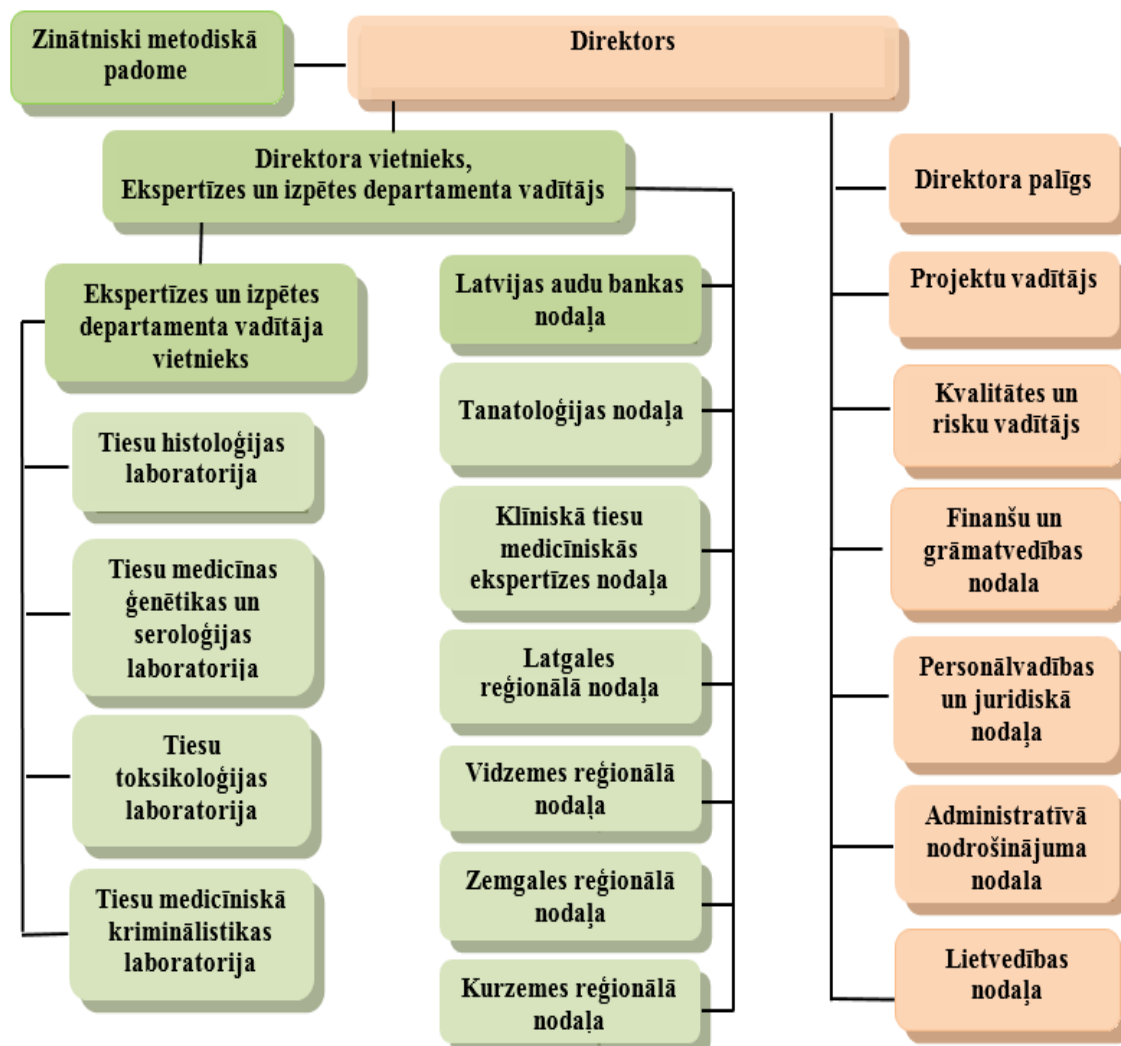 Zinātniski metodiskā
padome
Direktors
Direktora vietnieks,
Ekspertīzes un izpētes departamenta vadītājs
Ekspertīzes un izpētes
departamenta vadītāja
vietnieks
Tiesu histoloģijas
laboratorija
Tiesu medicīnas
ģenētikas un
seroloģijas
laboratorija
Tiesu
toksikoloģijas
laboratorija
Tiesu medicīniskā
kriminālistikas
laboratorija
Latvijas audu bankas
nodaļa
Tanatoloģijas nodaļa
Klīniskā tiesu
medicīniskās
ekspertīzes nodaļa
Latgales
reģionālā nodaļa
Vidzemes reģionālā
nodaļa
Zemgales reģionālā
nodaļa
Kurzemes reģionālā
nodaļa
Direktora palīgs
Projektu vadītājs
Kvalitātes un
risku vadītājs
Finanšu un
grāmatvedības
nodala
Personālvadības
un juridiskā
nodaļa
Administratīvā
nodrošinājuma
nodala
Lietvedības
nodaļa